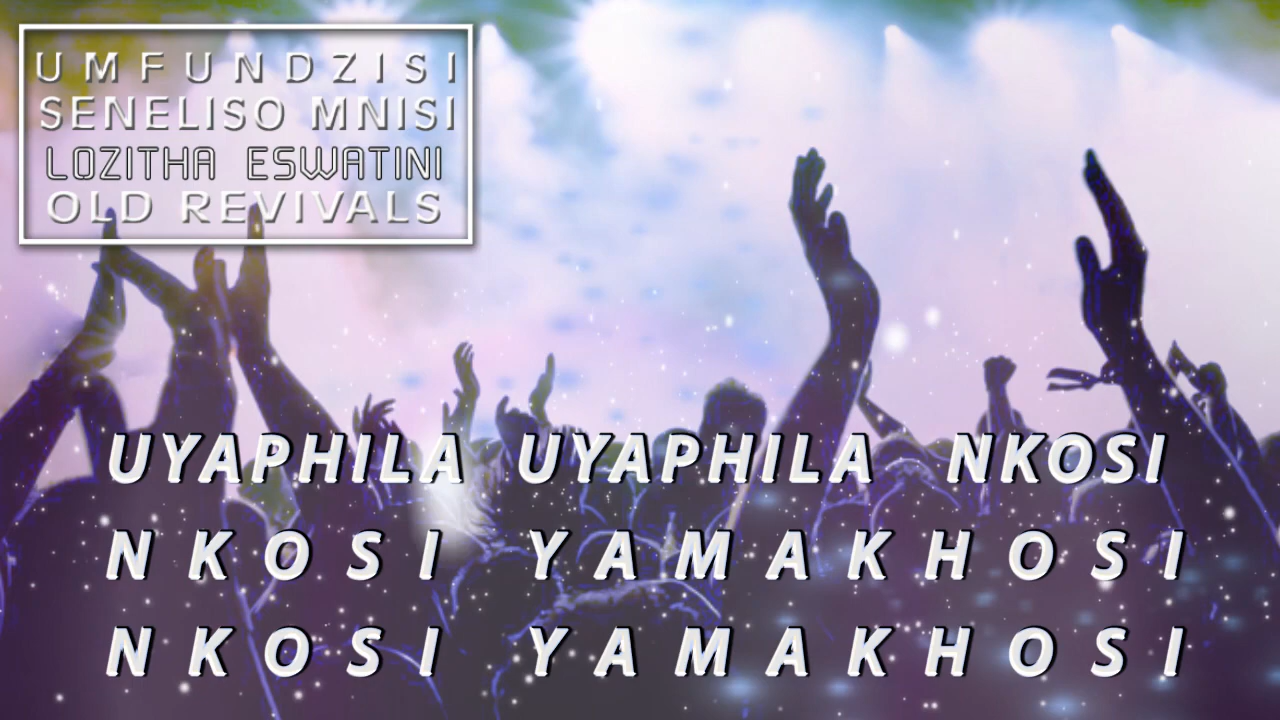 UMFUNDZISI
SENELISO MNISI
LOZITHA ESWATINI
OLD REVIVALS
UYAPHILA UYAPHILA NKOSI
NKOSI YAMAKHOSI
NKOSI YAMAKHOSI